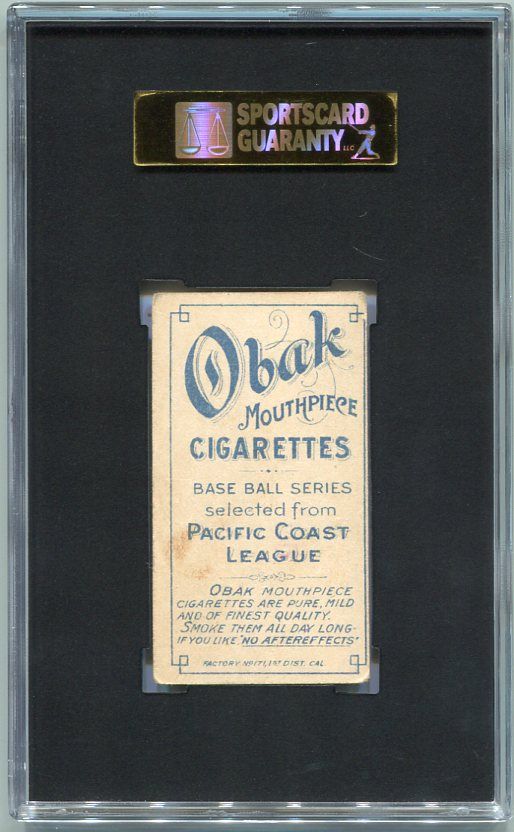 SPORTSCARD
GUARANTY LLC
Obak
MOUTHPIECE
CIGARETTES
BASE BALL SERIES
selected from
PACIFIC COAST
LEAGUE
OBAK MOUTHPIECE
CIGARETTES ARE PURE, MILD
AND OF FINEST QUALITY.
SMOKE THEM ALL DAY LONG-
IF YOU LIKE "NO AFTEREFFECTS"
FACTORY Nº 171, 1ST DIST. CAL.